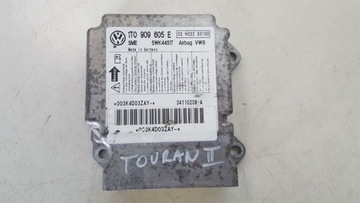 1T0 909 605 E
SME 5WK44517 Airbag VW8
Made in Germany
34110208-A
*003K4D03ZAY-*
*003K4D03ZAY-*
TOURAN II